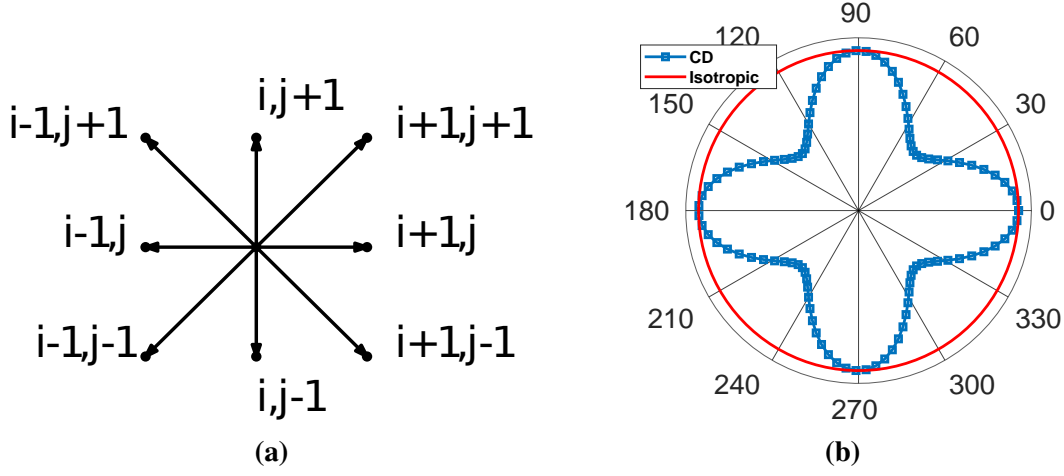 i-1,j+1
i,j+1
i+1,j+1
i-1,j
i+1,j
i-1,j-1
i,j-1
i+1,j-1
(a)
90
120
60
CD
Isotropic
150
30
180
0
210
330
240
300
270
(b)